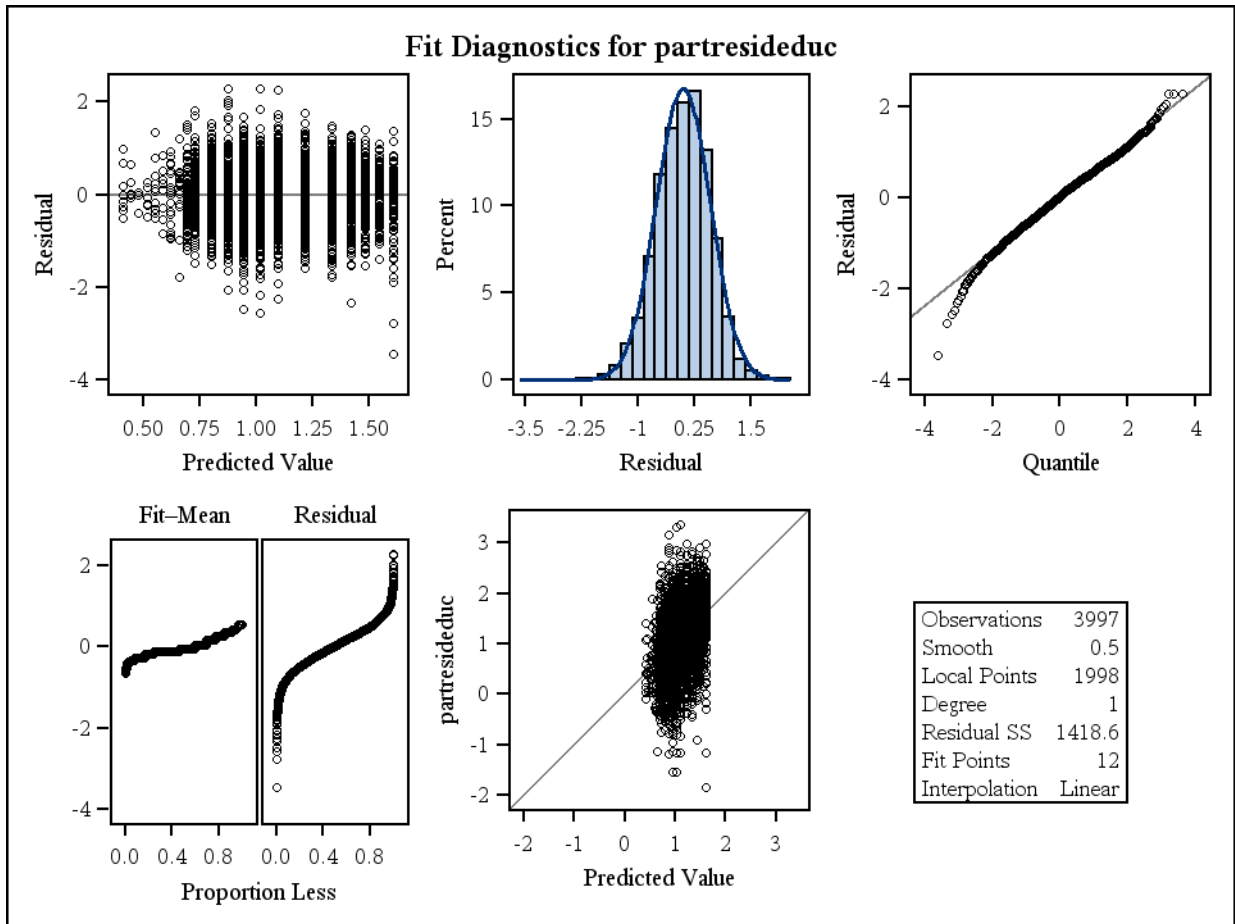 Fit Diagnostics for partresideduc
Residual
2
0
-2
-4
0.50 0.75 1.00 1.25 1.50
Predicted Value
Percent
15
10
5
0
-3.5 -2.25 -1 0.25 1.5
Residual
Residual
2
0
-2
-4
-4 -2 0 2 4
Quantile
Fit–Mean Residual
2
0
-2
-4
0.0 0.4 0.8 0.0 0.4 0.8
Proportion Less
partresideduc
3
2
1
0
-1
-2
-2 -1 0 1 2 3
Predicted Value
Observations 3997
Smooth 0.5
Local Points 1998
Degree 1
Residual SS 1418.6
Fit Points 12
Interpolation Linear